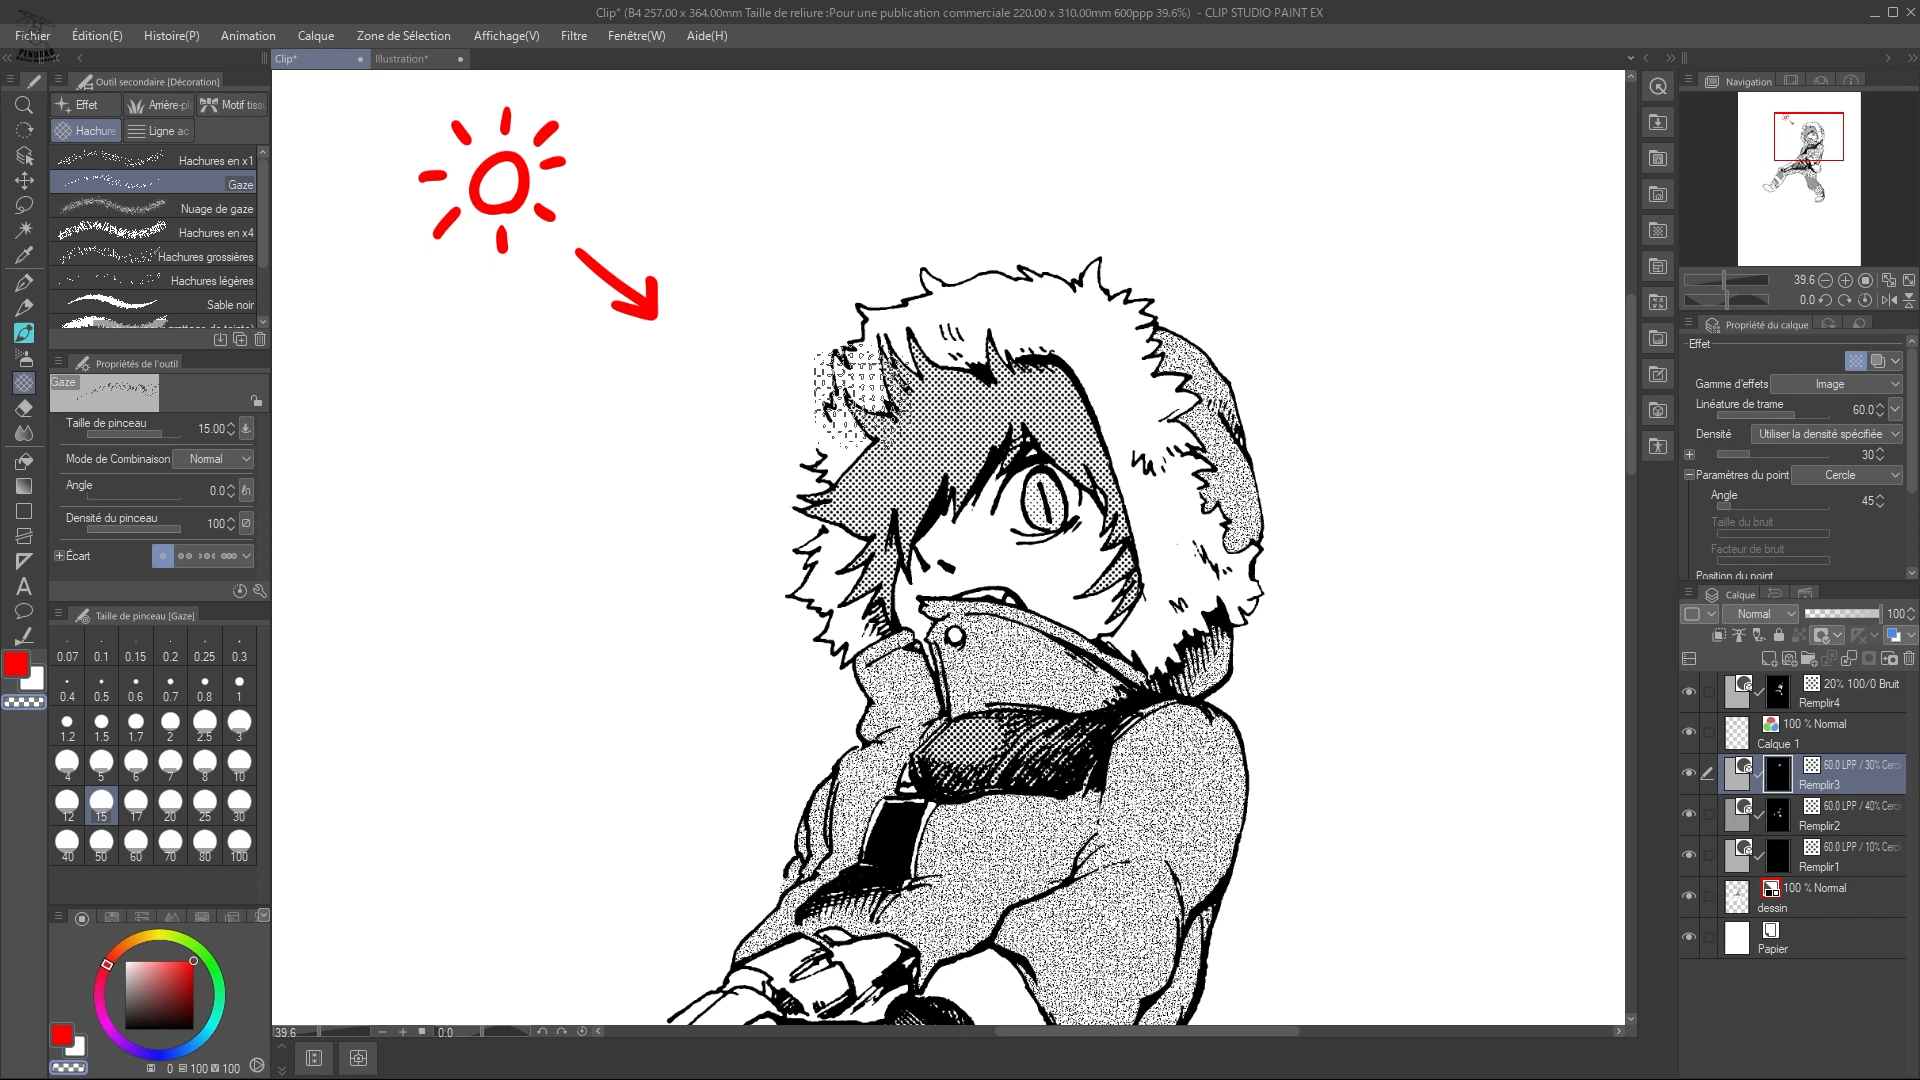 Clip* (B4 257.00 x 364.00mm Taille de reliure :Pour une publication commerciale 220.00 x 310.00mm 600ppp 39.6%) - CLIP STUDIO PAINT EX
Fichier Édition(E) Histoire(P) Animation Calque Zone de Sélection Affichage(V) Filtre Fenêtre(W) Aide(H)
Clip* Illustration*
Outil secondaire [Décoration]
Effet Arrière-pla Motif tissu
Hachure Ligne ac
Hachures en x1
Gaze
Nuage de gaze
Hachures en x4
Hachures grossières
Hachures légères
Sable noir
Propriétés de l'outil
Gaze
Taille de pinceau 15.00
Mode de Combinaison Normal
Angle 0.0
Densité du pinceau 100
Écart
Taille de pinceau [Gaze]
0.07 0.1 0.15 0.2 0.25 0.3
0.4 0.5 0.6 0.7 0.8 1
1.2 1.5 1.7 2 2.5 3
4 5 6 7 8 10
12 15 17 20 25 30
40 50 60 70 80 100
0 100 100
39.6 0.0
Navigation
39.6
0.0
Propriété du calque
Effet
Gamme d'effets Image
Linéature de trame 60.0
Densité Utiliser la densité spécifiée
30
Paramètres du point Cercle
Angle 45
Taille du bruit
Facteur de bruit
Position du point
Calque
Normal 100
20% 100/0 Bruit
Remplir4
100 % Normal
Calque 1
60.0 LPP / 30% Cercl
Remplir3
60.0 LPP / 40% Cercl
Remplir2
60.0 LPP / 10% Cercl
Remplir1
100 % Normal
dessin
Papier